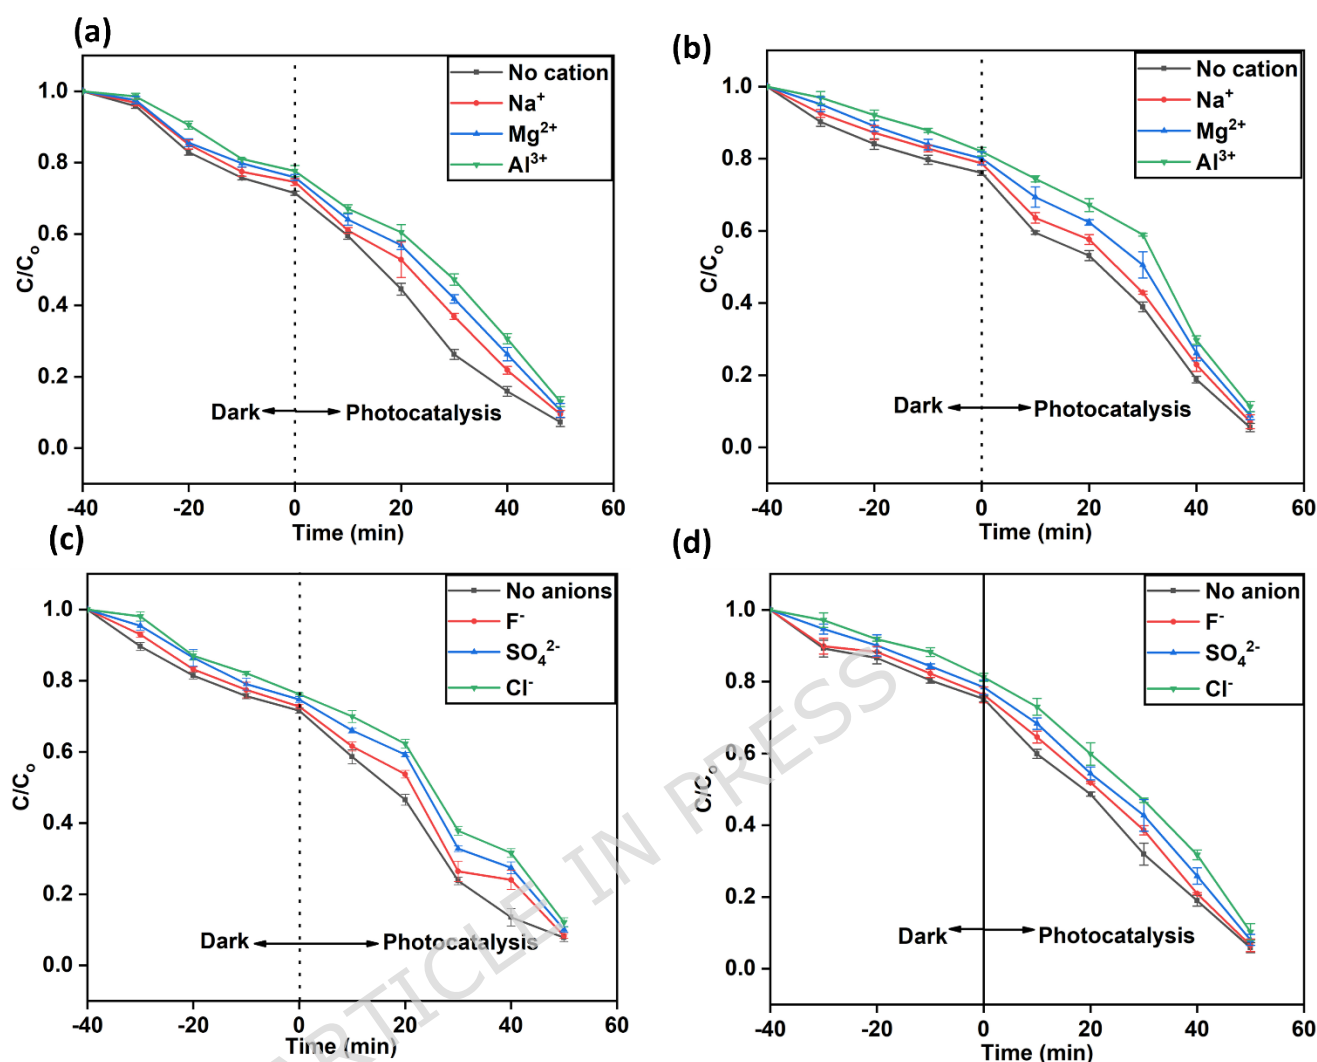 (a)
No cation
Na⁺
Mg²⁺
Al³⁺
C/Cₒ
1.0
0.8
0.6
0.4
0.2
0.0
Dark
Photocatalysis
-40
-20
0
20
40
60
Time (min)
(b)
No cation
Na⁺
Mg²⁺
Al³⁺
C/Cₒ
1.0
0.8
0.6
0.4
0.2
0.0
Dark
Photocatalysis
-40
-20
0
20
40
60
Time (min)
(c)
No anions
F⁻
SO₄²⁻
Cl⁻
C/Cₒ
1.0
0.8
0.6
0.4
0.2
0.0
Dark
Photocatalysis
-40
-20
0
20
40
60
Time (min)
(d)
No anion
F⁻
SO₄²⁻
Cl⁻
C/Cₒ
1.0
0.8
0.6
0.4
0.2
0.0
Dark
Photocatalysis
-40
-20
0
20
40
60
Time (min)
ARTICLE IN PRESS